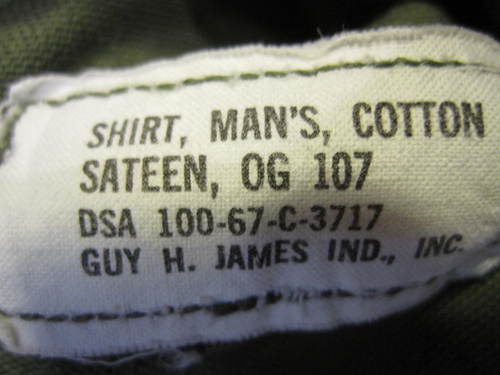 SHIRT, MAN'S, COTTON
SATEEN, OG 107
DSA 100-67-C-3717
GUY H. JAMES IND., INC.